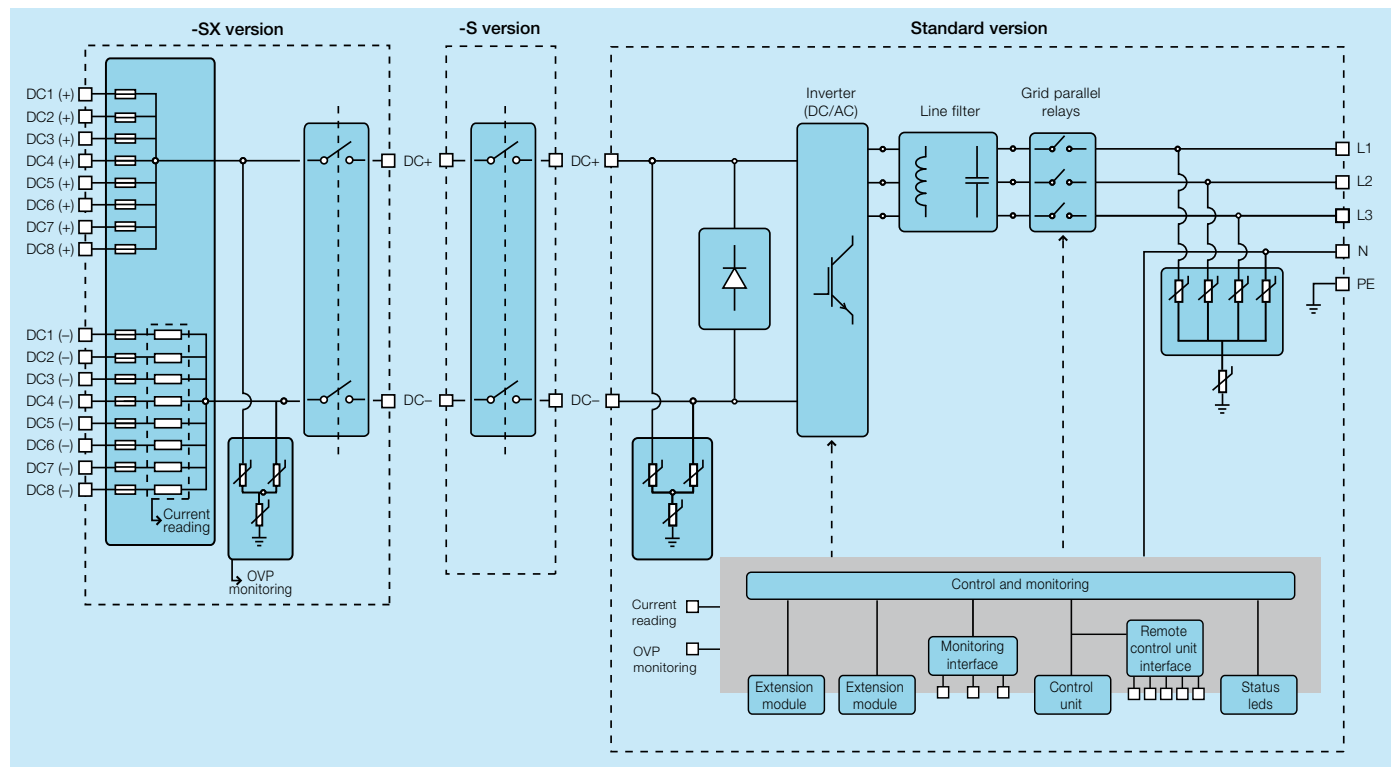 -SX version
-S version
Standard version
DC1 (+)
DC2 (+)
DC3 (+)
DC4 (+)
DC5 (+)
DC6 (+)
DC7 (+)
DC8 (+)
DC1 (–)
DC2 (–)
DC3 (–)
DC4 (–)
DC5 (–)
DC6 (–)
DC7 (–)
DC8 (–)
Current
reading
OVP
monitoring
DC+
DC–
DC+
DC–
Inverter
(DC/AC)
Line filter
Grid parallel
relays
L1
L2
L3
N
PE
Current
reading
OVP
monitoring
Control and monitoring
Extension
module
Extension
module
Monitoring
interface
Control
unit
Remote
control unit
interface
Status
leds